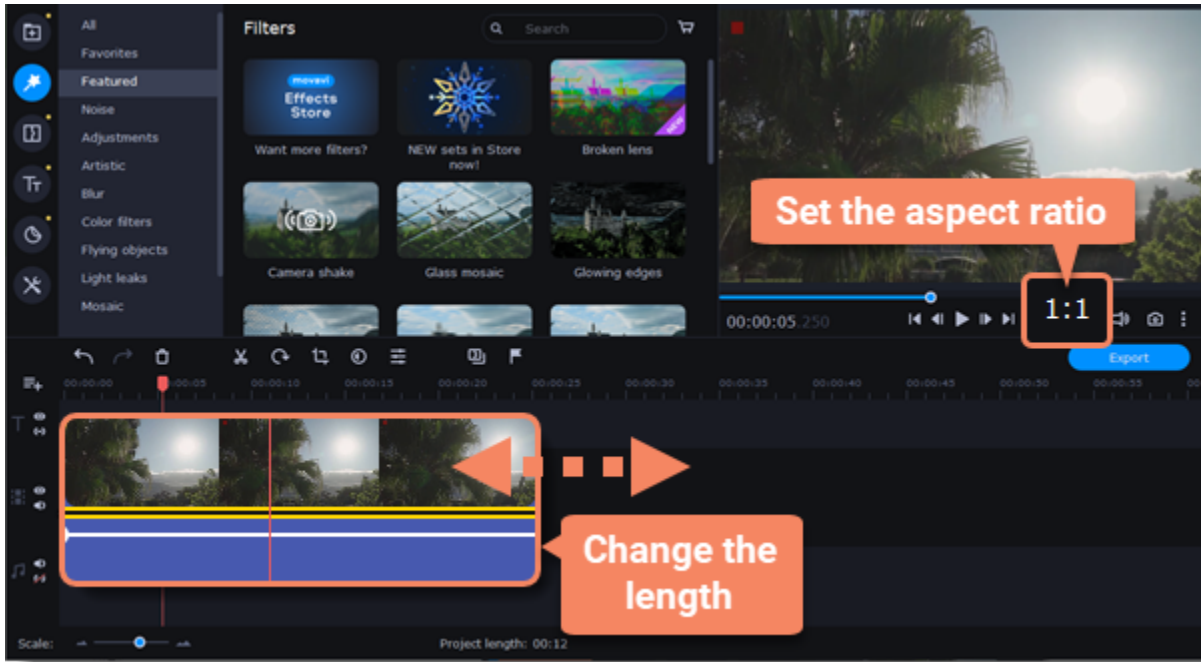 All
Favorites
Featured
Noise
Adjustments
Artistic
Blur
Color filters
Flying objects
Light leaks
Mosaic
Filters
Search
movavi
Effects
Store
Want more filters?
NEW sets in Store
now!
NEW
Broken lens
Camera shake
Glass mosaic
Glowing edges
Set the aspect ratio
00:00:05.250
1:1
Export
00:00:00
00:00:05
00:00:10
00:00:15
00:00:20
00:00:25
00:00:30
00:00:35
00:00:40
00:00:45
00:00:50
00:00:55
Change the
length
Scale:
Project length: 00:12